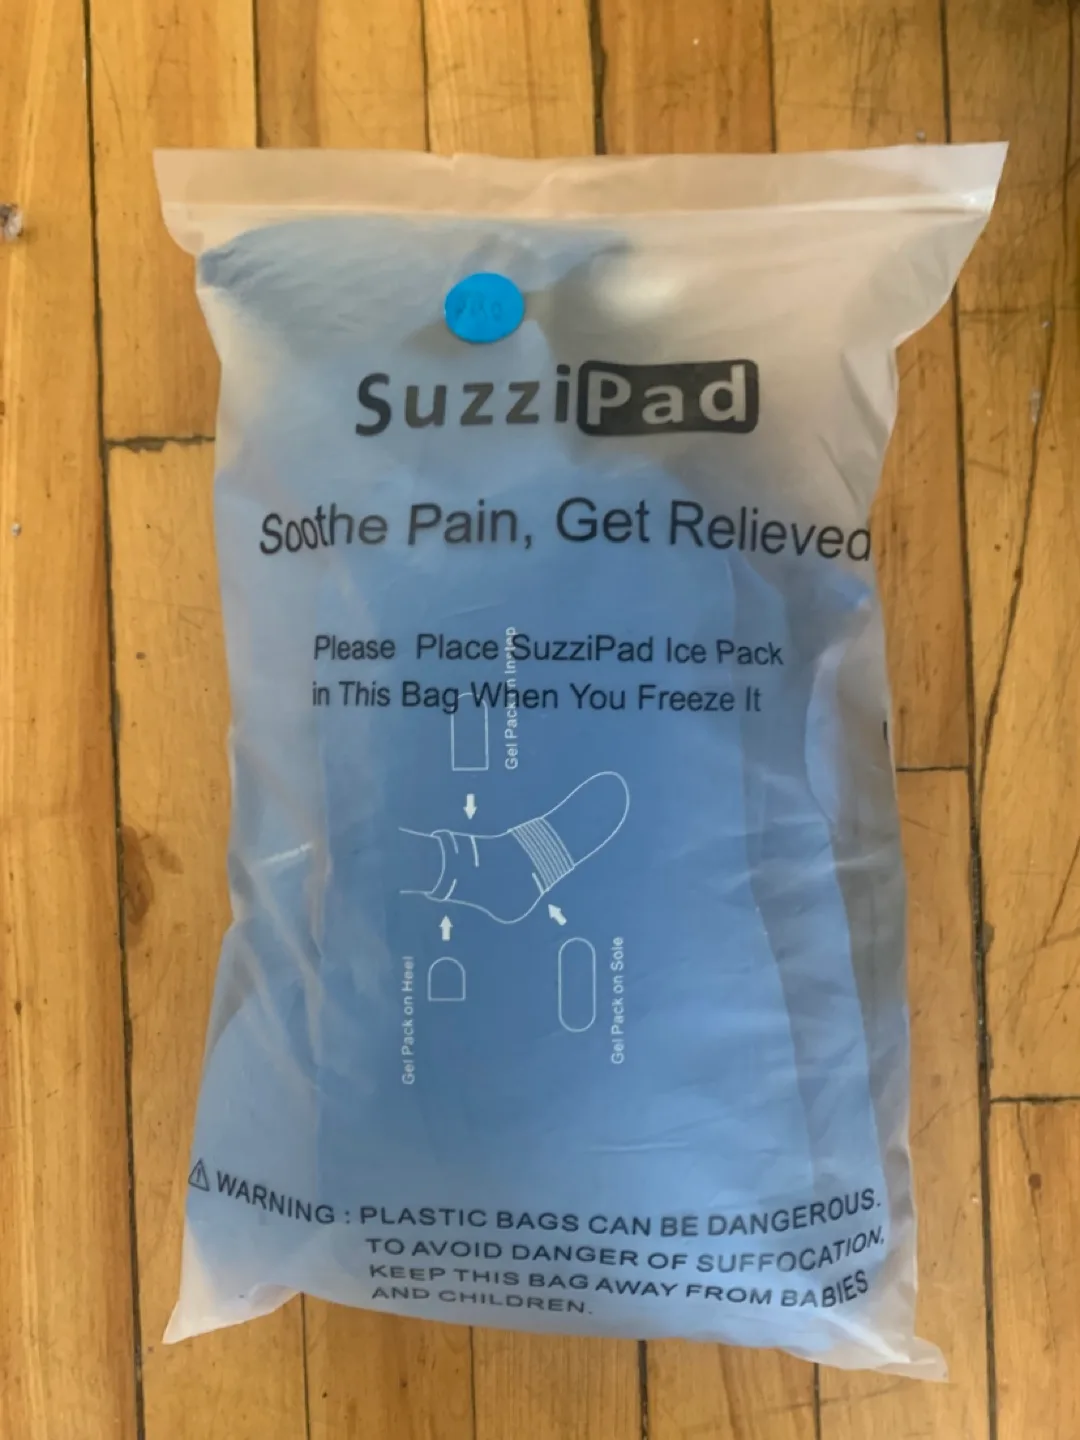 SuzziPad
Soothe Pain, Get Relieved
Please Place SuzziPad Ice Pack
in This Bag When You Freeze It
Gel Pack on Instep
Gel Pack on Heel
Gel Pack on Sole
WARNING : PLASTIC BAGS CAN BE DANGEROUS.
TO AVOID DANGER OF SUFFOCATION,
KEEP THIS BAG AWAY FROM BABIES
AND CHILDREN.